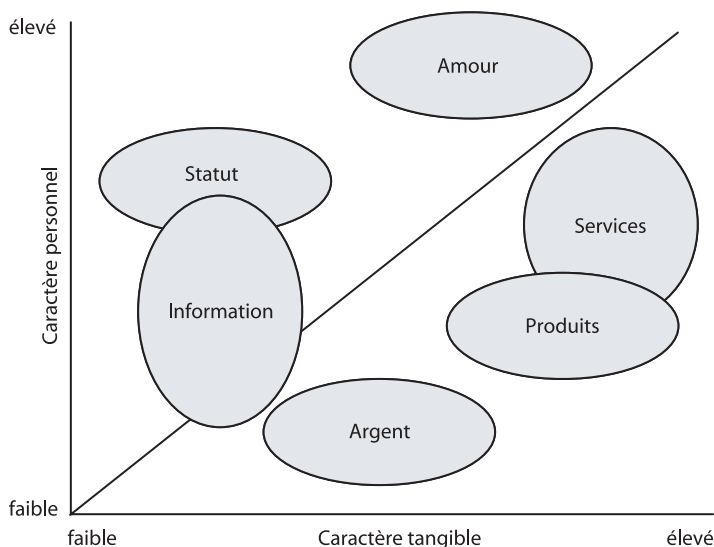 élevé
Amour
Statut
Services
Caractère personnel
Information
Produits
Argent
faible
faible
Caractère tangible
élevé